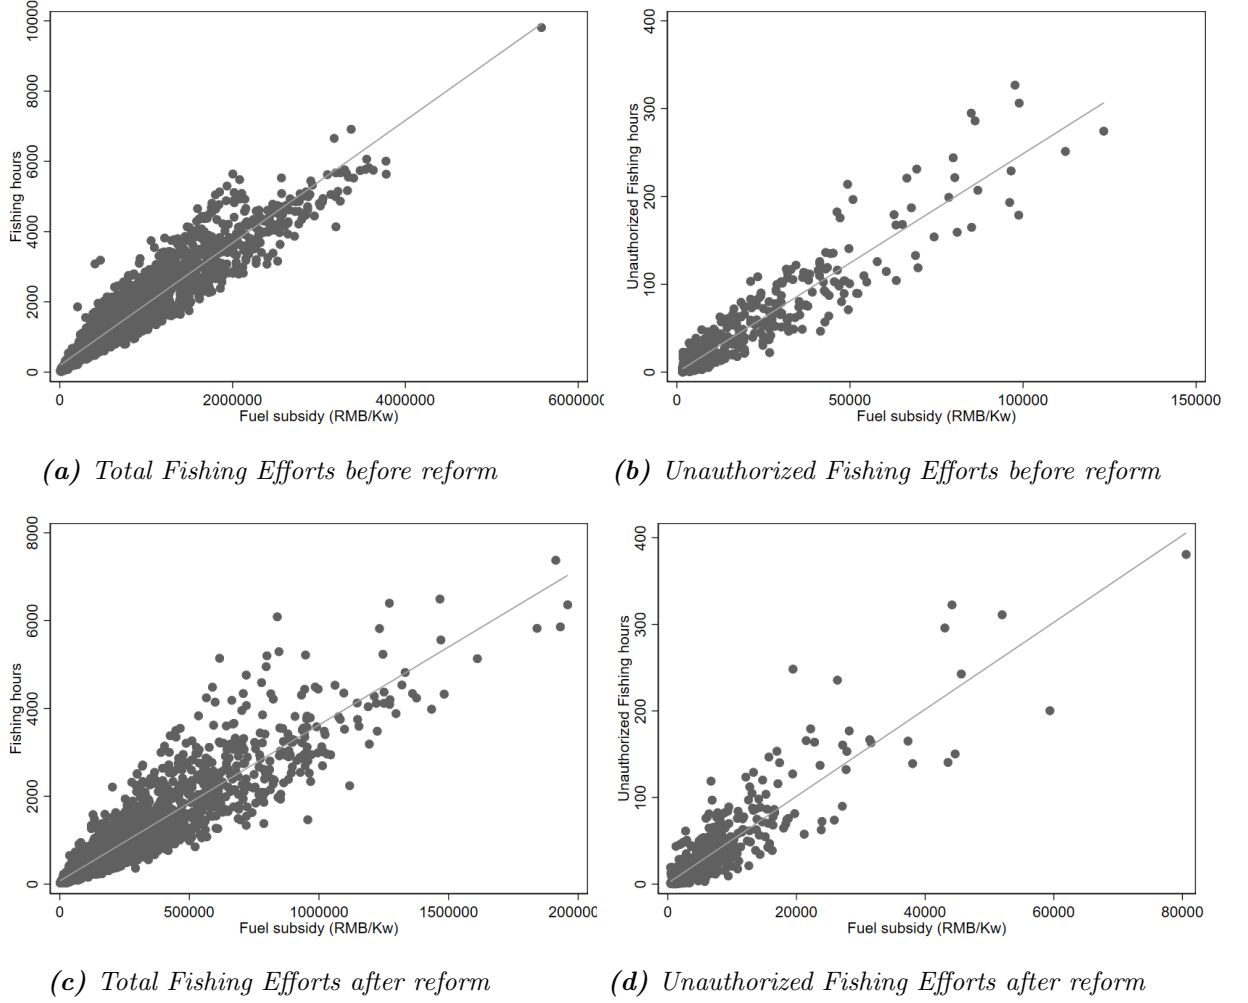 Fishing hours
0 2000 4000 6000 8000 10000
0 2000000 4000000 600000
Fuel subsidy (RMB/Kw)
Unauthorized Fishing hours
0 100 200 300 400
0 50000 100000 150000
Fuel subsidy (RMB/Kw)
(a) Total Fishing Efforts before reform
(b) Unauthorized Fishing Efforts before reform
Fishing hours
0 2000 4000 6000 8000
0 500000 1000000 1500000 200000
Fuel subsidy (RMB/Kw)
Unauthorized Fishing hours
0 100 200 300 400
0 20000 40000 60000 80000
Fuel subsidy (RMB/Kw)
(c) Total Fishing Efforts after reform
(d) Unauthorized Fishing Efforts after reform